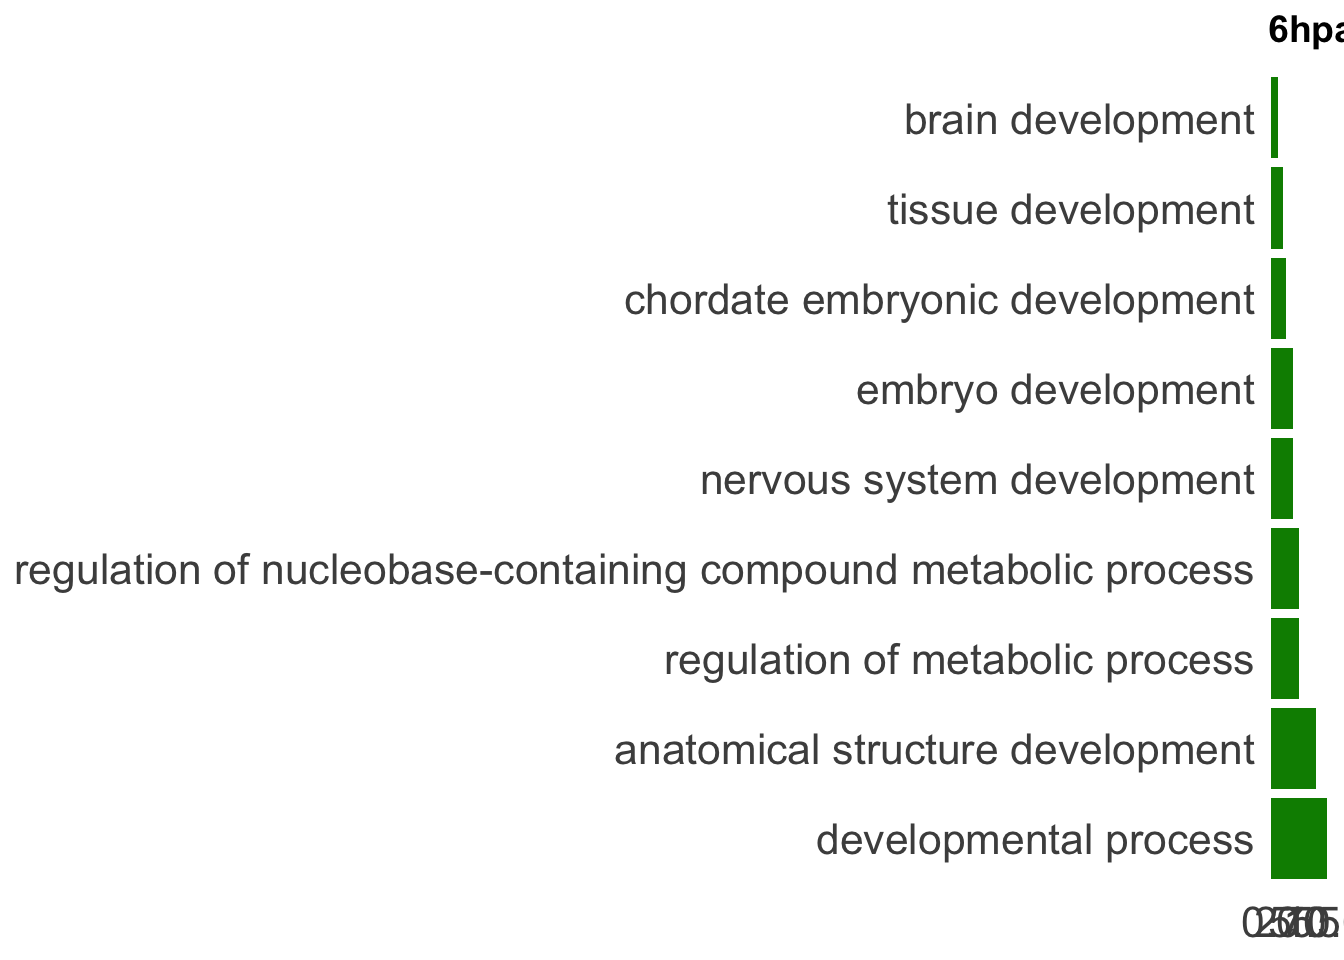 6hpa
brain development
tissue development
chordate embryonic development
embryo development
nervous system development
regulation of nucleobase-containing compound metabolic process
regulation of metabolic process
anatomical structure development
developmental process